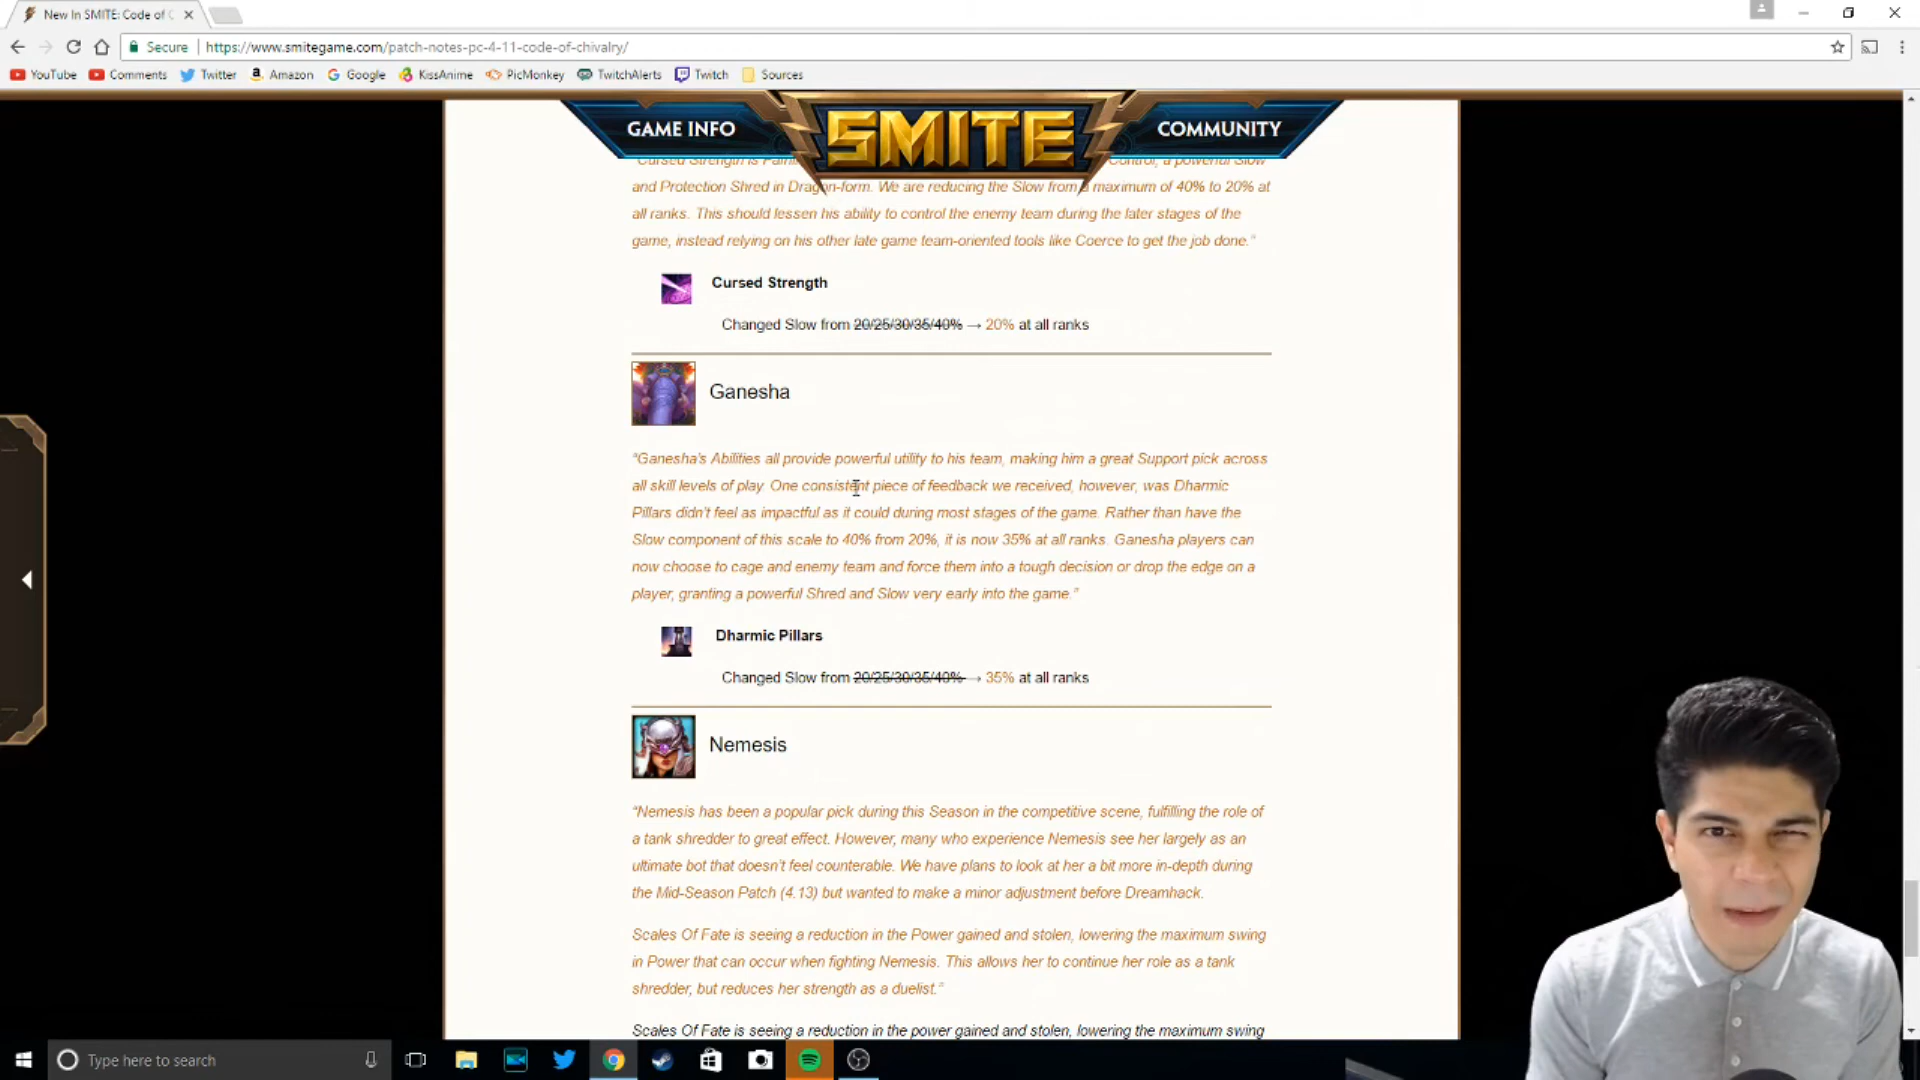 New In SMITE: Code of C
Secure https://www.smitegame.com/patch-notes-pc-4-11-code-of-chivalry/
YouTube Comments Twitter Amazon Google KissAnime PicMonkey TwitchAlerts Twitch Sources
GAME INFO SMITE COMMUNITY
"Cursed Strength is Control, a powerful Slow
and Protection Shred in Dragon-form. We are reducing the Slow from a maximum of 40% to 20% at
all ranks. This should lessen his ability to control the enemy team during the later stages of the
game, instead relying on his other late game team-oriented tools like Coerce to get the job done."
Cursed Strength
Changed Slow from 20/25/30/35/40% → 20% at all ranks
Ganesha
"Ganesha's Abilities all provide powerful utility to his team, making him a great Support pick across
all skill levels of play. One consistent piece of feedback we received, however, was Dharmic
Pillars didn't feel as impactful as it could during most stages of the game. Rather than have the
Slow component of this scale to 40% from 20%, it is now 35% at all ranks. Ganesha players can
now choose to cage and enemy team and force them into a tough decision or drop the edge on a
player, granting a powerful Shred and Slow very early into the game."
Dharmic Pillars
Changed Slow from 20/25/30/35/40% → 35% at all ranks
Nemesis
"Nemesis has been a popular pick during this Season in the competitive scene, fulfilling the role of
a tank shredder to great effect. However, many who experience Nemesis see her largely as an
ultimate bot that doesn't feel counterable. We have plans to look at her a bit more in-depth during
the Mid-Season Patch (4.13) but wanted to make a minor adjustment before Dreamhack.
Scales Of Fate is seeing a reduction in the Power gained and stolen, lowering the maximum swing
in Power that can occur when fighting Nemesis. This allows her to continue her role as a tank
shredder, but reduces her strength as a duelist."
Scales Of Fate is seeing a reduction in the power gained and stolen, lowering the maximum swing
Type here to search